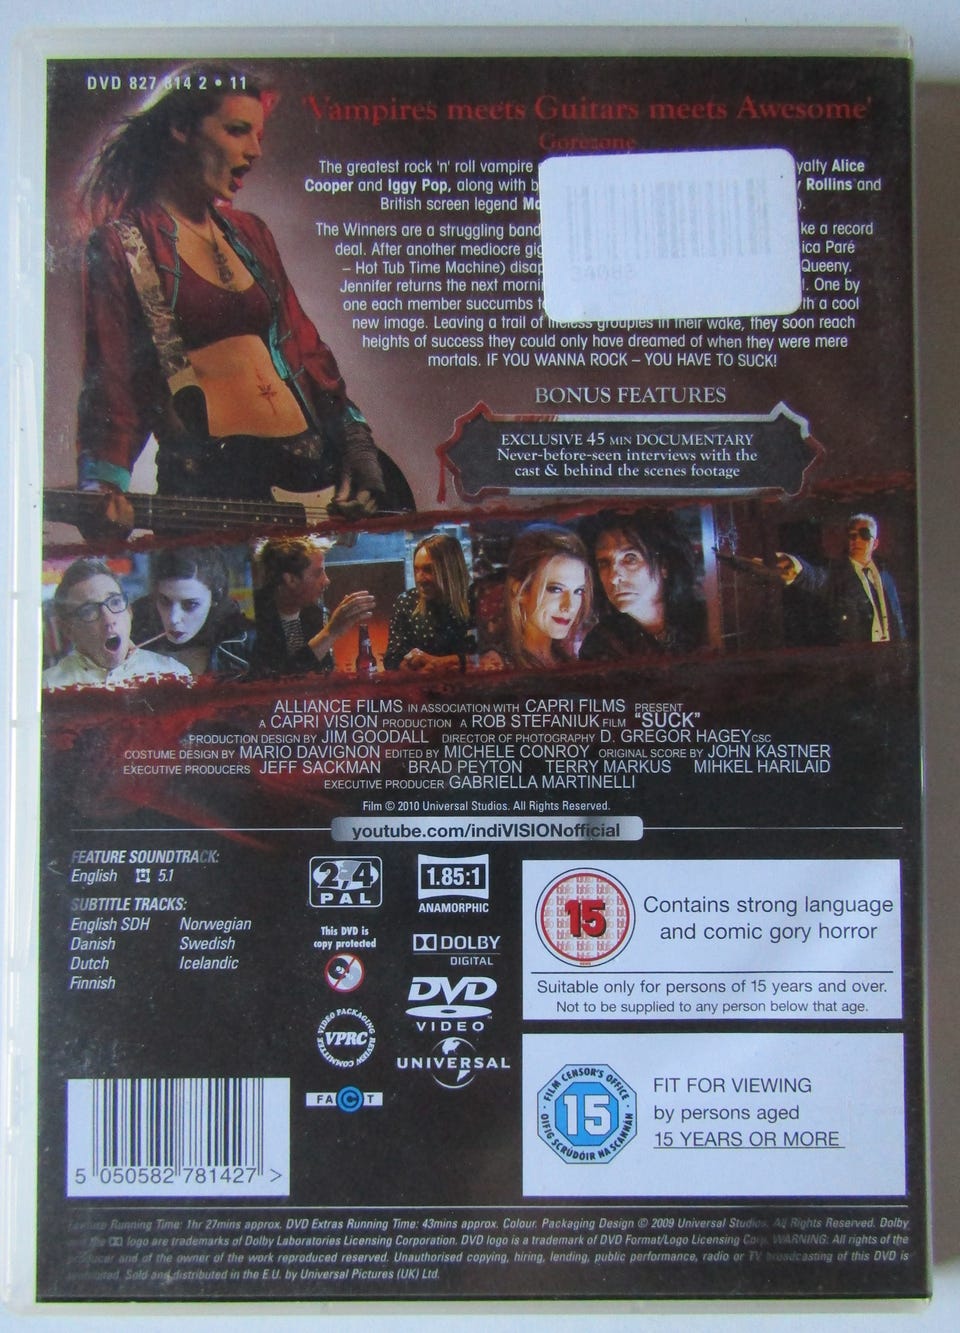 DVD 827 814 2 • 11
'Vampires meets Guitars meets Awesome'
Gorezone
The greatest rock 'n' roll vampire yalty Alice
Cooper and Iggy Pop, along with b Rollins and
British screen legend ).
The Winners are a struggling band ke a record
deal. After another mediocre gig ica Paré
– Hot Tub Time Machine) disap Queeny.
Jennifer returns the next morni . One by
one each member succumbs t th a cool
new image. Leaving a trail of lifeless groupies in their wake, they soon reach
heights of success they could only have dreamed of when they were mere
mortals. IF YOU WANNA ROCK – YOU HAVE TO SUCK!
34083
BONUS FEATURES
EXCLUSIVE 45 MIN DOCUMENTARY
Never-before-seen interviews with the
cast & behind the scenes footage
ALLIANCE FILMS IN ASSOCIATION WITH CAPRI FILMS PRESENT
A CAPRI VISION PRODUCTION A ROB STEFANIUK FILM "SUCK"
PRODUCTION DESIGN BY JIM GOODALL DIRECTOR OF PHOTOGRAPHY D. GREGOR HAGEY CSC
COSTUME DESIGN BY MARIO DAVIGNON EDITED BY MICHELE CONROY ORIGINAL SCORE BY JOHN KASTNER
EXECUTIVE PRODUCERS JEFF SACKMAN BRAD PEYTON TERRY MARKUS MIHKEL HARILAID
EXECUTIVE PRODUCER GABRIELLA MARTINELLI
Film © 2010 Universal Studios. All Rights Reserved.
youtube.com/indiVISIONofficial
FEATURE SOUNDTRACK:
English 5.1
SUBTITLE TRACKS:
English SDH Norwegian
Danish Swedish
Dutch Icelandic
Finnish
2,4
PAL
This DVD is
copy protected
VIDEO PACKAGING REVIEW COMMITTEE
VPRC
FACT
1.85:1
ANAMORPHIC
DOLBY
DIGITAL
DVD
VIDEO
UNIVERSAL
bbfc
15
Contains strong language
and comic gory horror
Suitable only for persons of 15 years and over.
Not to be supplied to any person below that age.
FILM CENSOR'S OFFICE
15
OIFIG SCRÚDÓIR NA SCANNÁN
FIT FOR VIEWING
by persons aged
15 YEARS OR MORE
5 050582 781427 >
Feature Running Time: 1hr 27mins approx. DVD Extras Running Time: 43mins approx. Colour. Packaging Design © 2009 Universal Studios. All Rights Reserved. Dolby
and the logo are trademarks of Dolby Laboratories Licensing Corporation. DVD logo is a trademark of DVD Format/Logo Licensing Corp. WARNING: All rights of the
producer and of the owner of the work reproduced reserved. Unauthorised copying, hiring, lending, public performance, radio or TV broadcasting of this DVD is
prohibited. Sold and distributed in the E.U. by Universal Pictures (UK) Ltd.